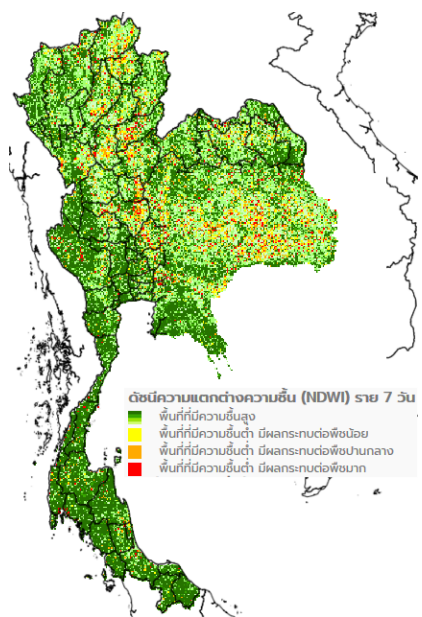 ดัชนีความแตกต่างความชื้น (NDWI) ราย 7 วัน
พื้นที่ที่มีความชื้นสูง
พื้นที่ที่มีความชื้นต่ำ มีผลกระทบต่อพืชน้อย
พื้นที่ที่มีความชื้นต่ำ มีผลกระทบต่อพืชปานกลาง
พื้นที่ที่มีความชื้นต่ำ มีผลกระทบต่อพืชมาก